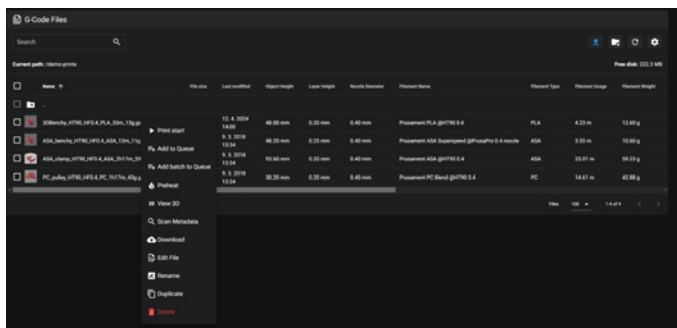 G-Code Files
Search
Current path: /demo-prints
Free disk: 222.3 MB
Name ↑ File size Last modified Object Height Layer Height Nozzle Diameter Filament Name Filament Type Filament Usage Filament Weight
..
3DBenchy_HT90_HF0.4_PLA_33m_13g.gc 12. 4. 2024 14:00 48.00 mm 0.20 mm 0.40 mm Prusament PLA @HT90 0.4 PLA 4.23 m 12.60 g
ASA_benchy_HT90_HF0.4_ASA_13m_11g 9. 5. 2018 13:34 48.20 mm 0.25 mm 0.40 mm Prusament ASA Superspeed @PrusaPro 0.4 nozzle ASA 3.55 m 10.60 g
ASA_clamp_HT90_HF0.4_ASA_2h17m_59 13:34 93.60 mm 0.20 mm 0.40 mm Prusament ASA @HT90 0.4 ASA 33.01 m 59.23 g
PC_pulley_HT90_HF0.4_PC_1h17m_43g.g 13:34 30.20 mm 0.20 mm 0.40 mm Prusament PC Blend @HT90 0.4 PC 14.61 m 42.88 g
Print start
Add to Queue
Add batch to Queue
Preheat
View 3D
Scan Metadata
Download
Edit File
Rename
Duplicate
Delete
Files 100 1-4 of 4